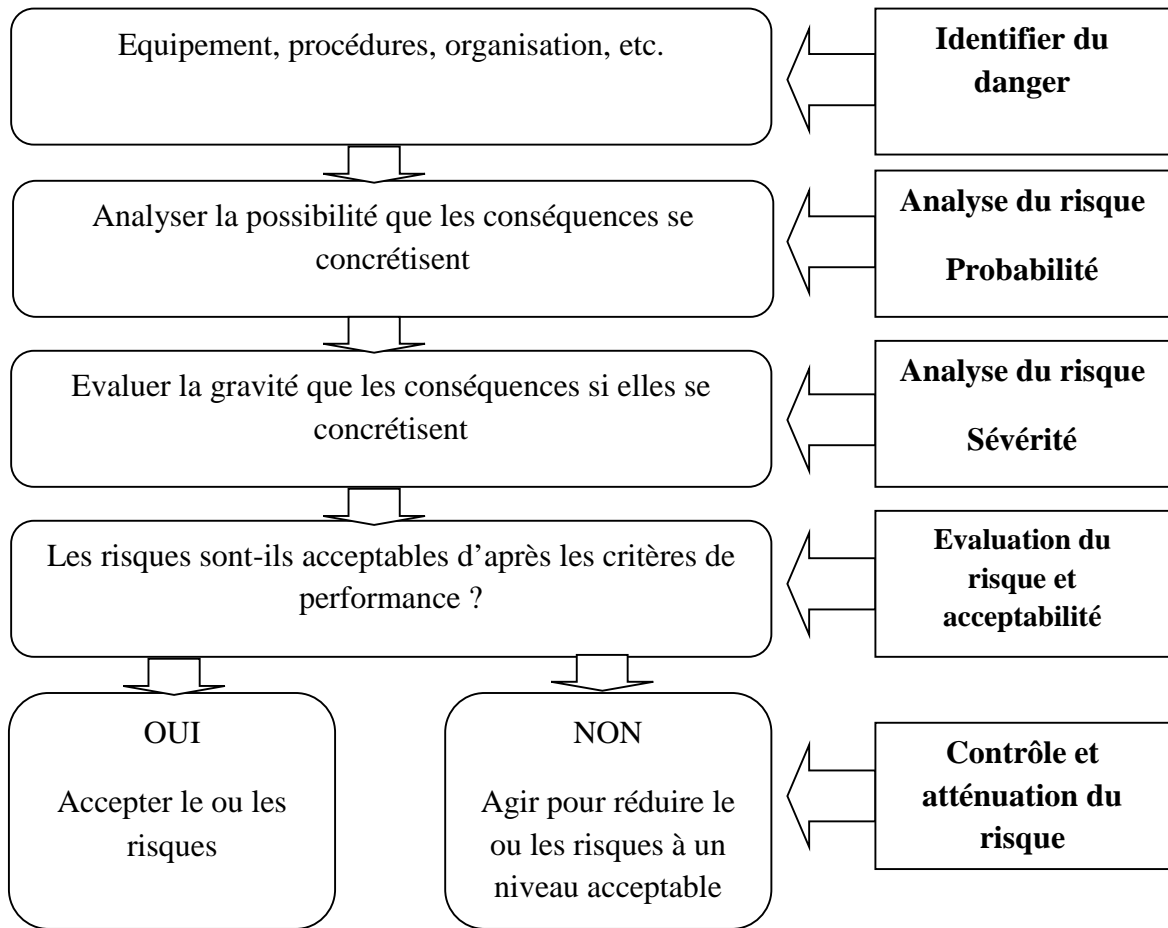 Equipement, procédures, organisation, etc.
Identifier du
danger
Analyser la possibilité que les conséquences se
concrétisent
Analyse du risque
Probabilité
Evaluer la gravité que les conséquences si elles se
concrétisent
Analyse du risque
Sévérité
Les risques sont-ils acceptables d’après les critères de
performance ?
Evaluation du
risque et
acceptabilité
OUI
Accepter le ou les
risques
NON
Agir pour réduire le
ou les risques à un
niveau acceptable
Contrôle et
atténuation du
risque